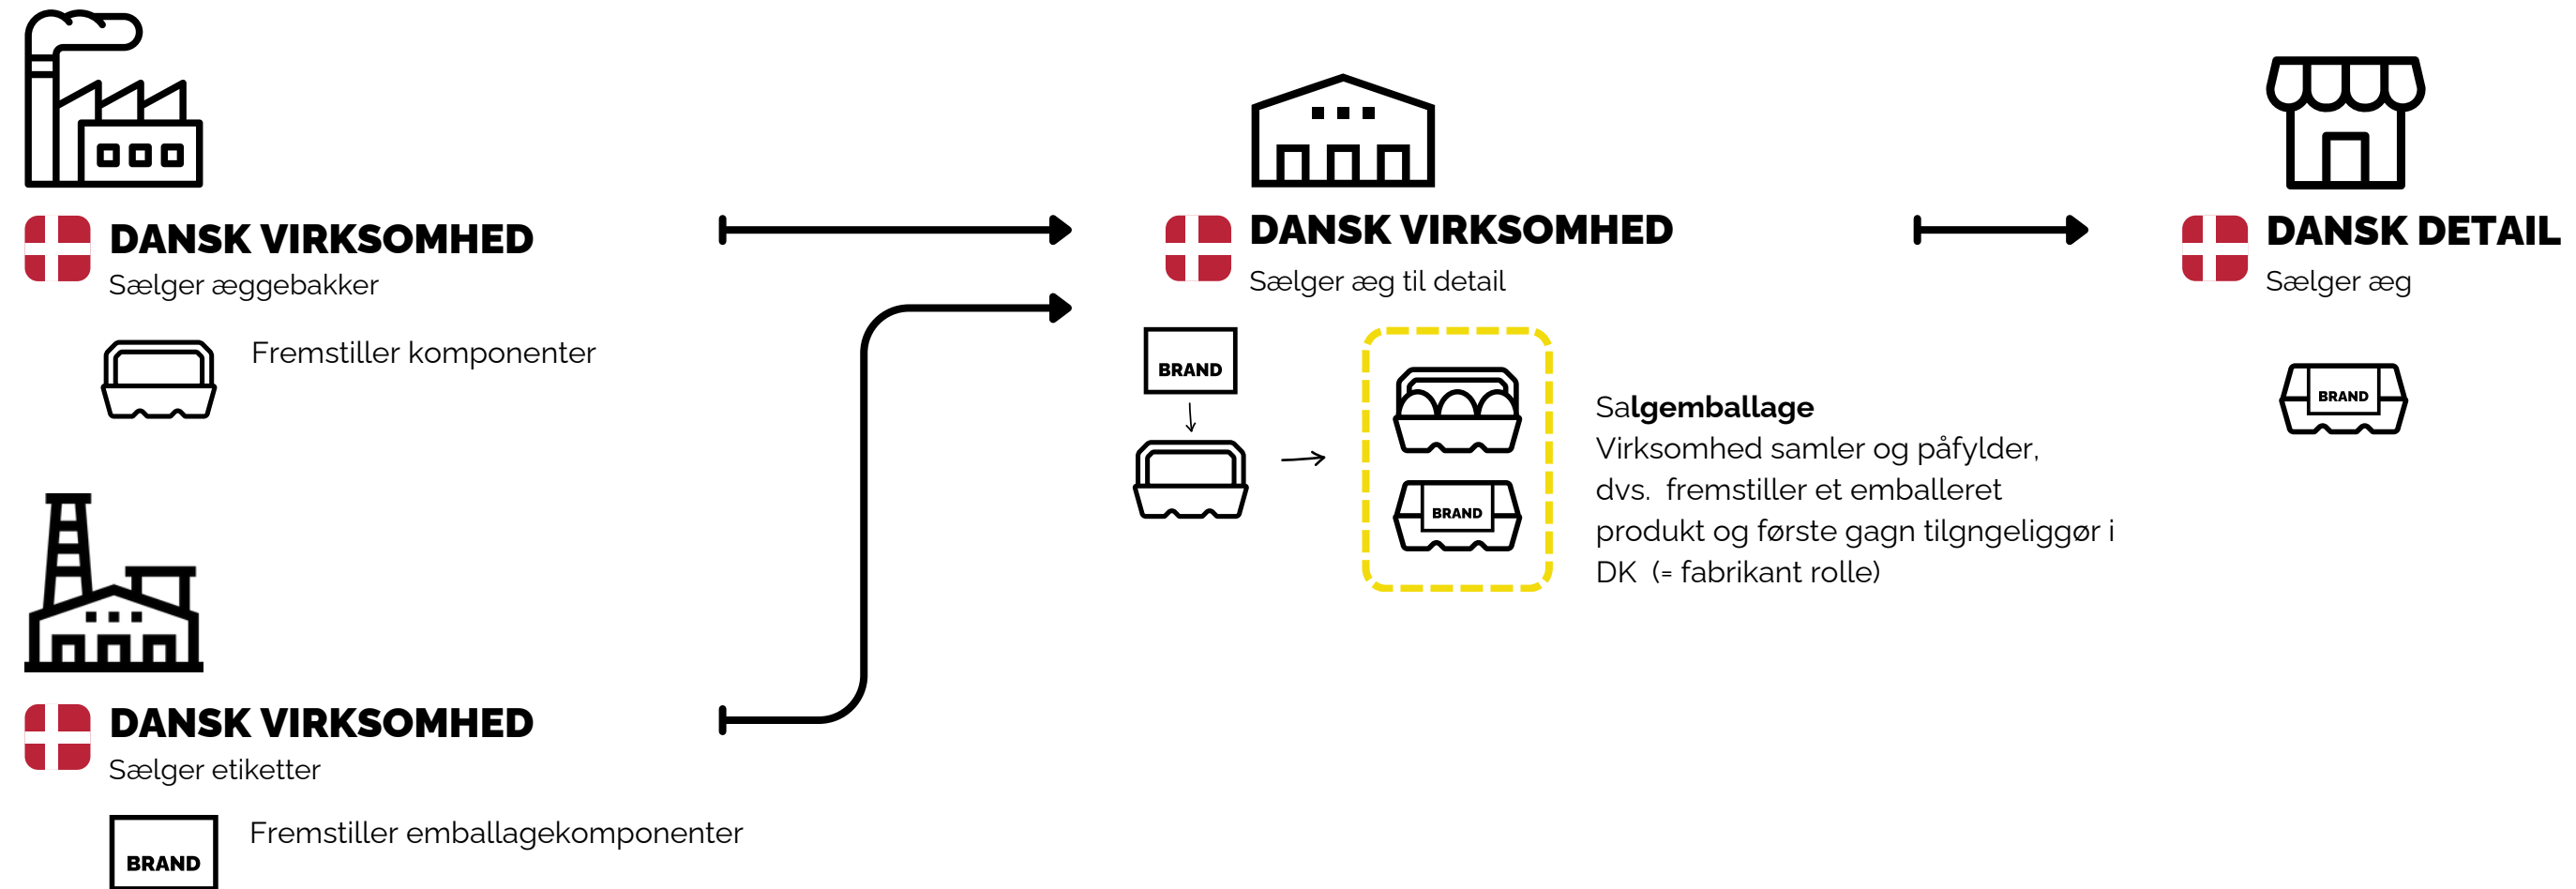 DANSK VIRKSOMHED
Sælger æggebakker
Fremstiller komponenter
DANSK VIRKSOMHED
Sælger etiketter
BRAND
Fremstiller emballagekomponenter
DANSK VIRKSOMHED
Sælger æg til detail
BRAND
BRAND
Salgemballage
Virksomhed samler og påfylder,
dvs. fremstiller et emballeret
produkt og første gagn tilgngeliggør i
DK (= fabrikant rolle)
DANSK DETAIL
Sælger æg
BRAND